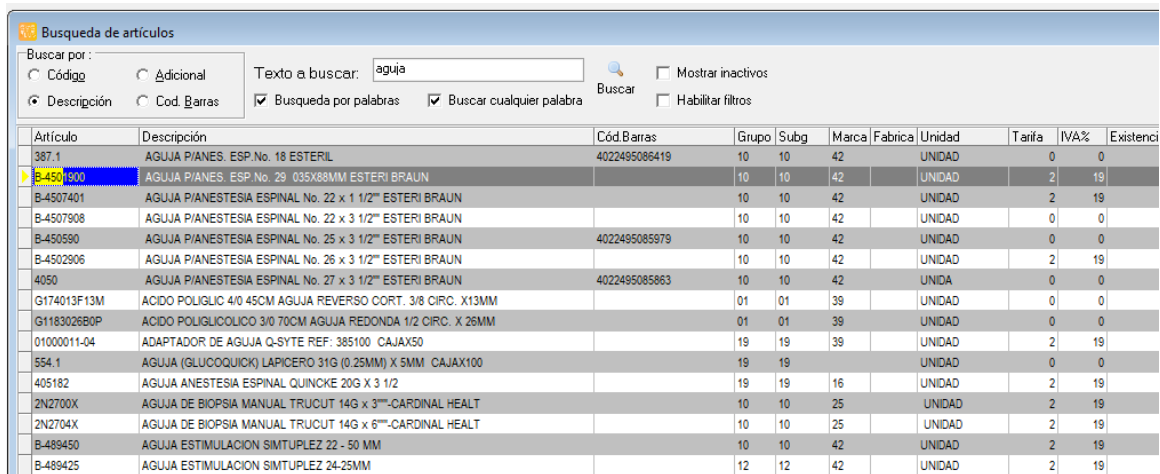 Busqueda de artículos
Buscar por :
Código Adicional
Descripción Cod. Barras
Texto a buscar: aguja
Busqueda por palabras Buscar cualquier palabra
Buscar
Mostrar inactivos
Habilitar filtros
Artículo Descripción Cód.Barras Grupo Subg Marca Fabrica Unidad Tarifa IVA% Existenci
387.1 AGUJA P/ANES. ESP.No. 18 ESTERIL 4022495086419 10 10 42 UNIDAD 0 0
B-4501900 AGUJA P/ANES. ESP.No. 29 035X88MM ESTERI BRAUN 10 10 42 UNIDAD 2 19
B-4507401 AGUJA P/ANESTESIA ESPINAL No. 22 x 1 1/2"" ESTERI BRAUN 10 10 42 UNIDAD 2 19
B-4507908 AGUJA P/ANESTESIA ESPINAL No. 22 x 3 1/2"" ESTERI BRAUN 10 10 42 UNIDAD 0 0
B-450590 AGUJA P/ANESTESIA ESPINAL No. 25 x 3 1/2"" ESTERI BRAUN 4022495085979 10 10 42 UNIDAD 0 0
B-4502906 AGUJA P/ANESTESIA ESPINAL No. 26 x 3 1/2"" ESTERI BRAUN 10 10 42 UNIDAD 2 19
4050 AGUJA P/ANESTESIA ESPINAL No. 27 x 3 1/2"" ESTERI BRAUN 4022495085863 10 10 42 UNIDA 0 0
G174013F13M ACIDO POLIGLIC 4/0 45CM AGUJA REVERSO CORT. 3/8 CIRC. X13MM 01 01 39 UNIDAD 0 0
G1183026B0P ACIDO POLIGLICOLICO 3/0 70CM AGUJA REDONDA 1/2 CIRC. X 26MM 01 01 39 UNIDAD 0 0
01000011-04 ADAPTADOR DE AGUJA Q-SYTE REF: 385100 CAJAX50 19 19 39 UNIDAD 2 19
554.1 AGUJA (GLUCOQUICK) LAPICERO 31G (0.25MM) X 5MM CAJAX100 19 19 UNIDAD 0 0
405182 AGUJA ANESTESIA ESPINAL QUINCKE 20G X 3 1/2 19 19 16 UNIDAD 2 19
2N2700X AGUJA DE BIOPSIA MANUAL TRUCUT 14G x 3""""-CARDINAL HEALT 10 10 25 UNIDAD 2 19
2N2704X AGUJA DE BIOPSIA MANUAL TRUCUT 14G x 6""""-CARDINAL HEALT 10 10 25 UNIDAD 2 19
B-489450 AGUJA ESTIMULACION SIMTUPLEZ 22 - 50 MM 10 10 42 UNIDAD 2 19
B-489425 AGUJA ESTIMULACION SIMTUPLEZ 24-25MM 12 12 42 UNIDAD 2 19